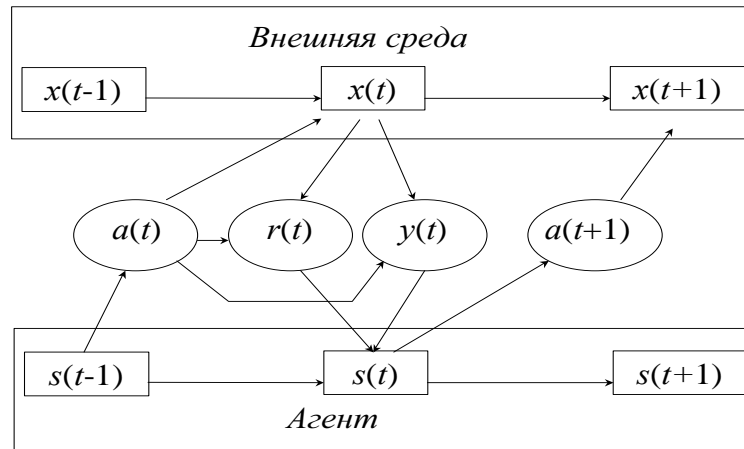 Внешняя среда
x(t-1) x(t) x(t+1)
a(t) r(t) y(t) a(t+1)
s(t-1) s(t) s(t+1)
Агент